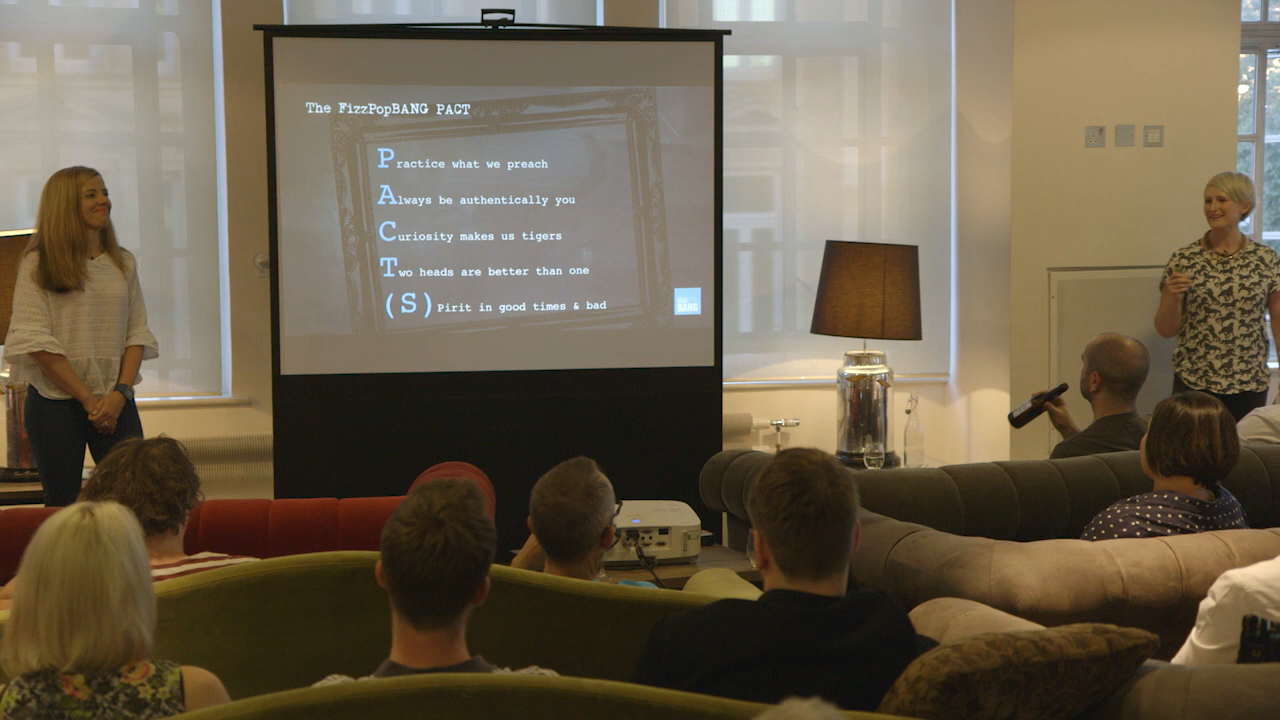 The FizzPopBANG PACT
Practice what we preach
Always be authentically you
Curiosity makes us tigers
Two heads are better than one
(S) Pirit in good times & bad
BANG